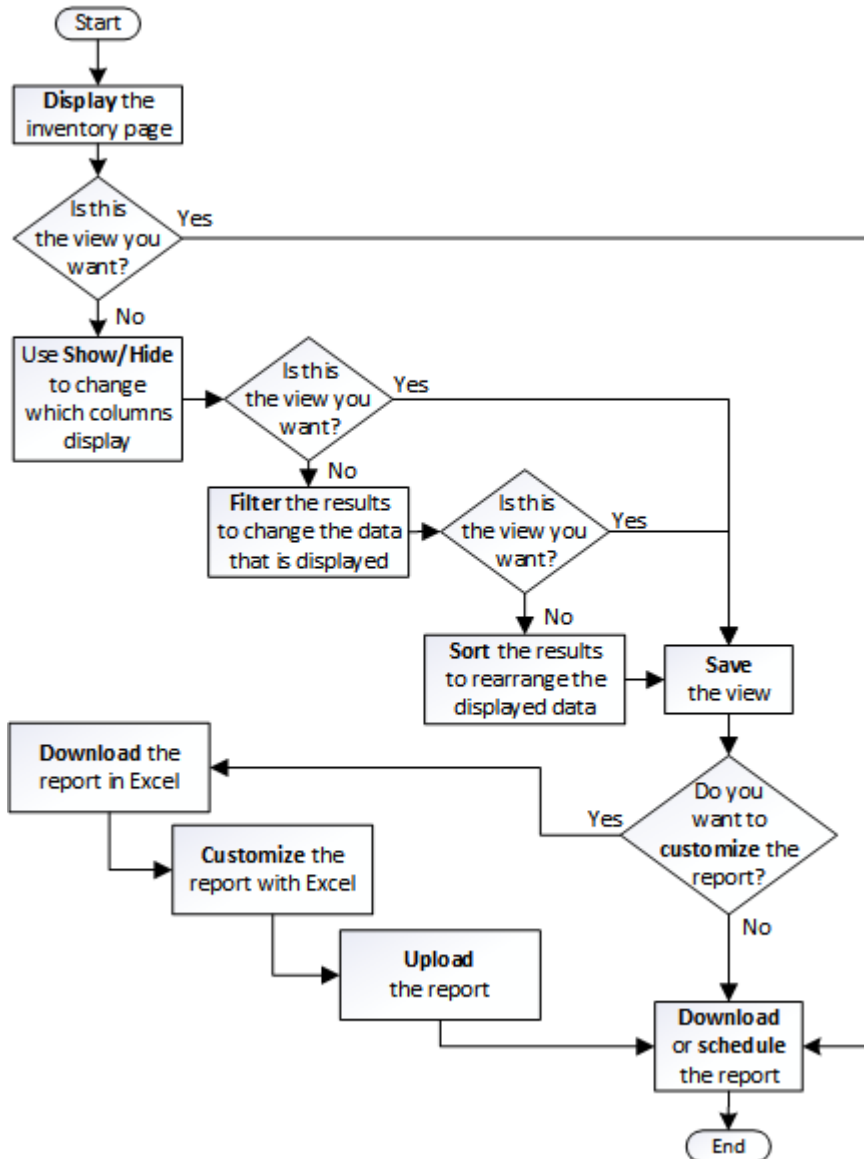 Start
Display the
inventory page
Is this
the view you
want?
Yes
No
Use Show/Hide
to change
which columns
display
Is this
the view you
want?
Yes
No
Filter the results
to change the data
that is displayed
Is this
the view you
want?
Yes
No
Sort the results
to rearrange the
displayed data
Save
the view
Do you
want to
customize the
report?
Yes
No
Download the
report in Excel
Customize the
report with Excel
Upload
the report
Download
or schedule
the report
End